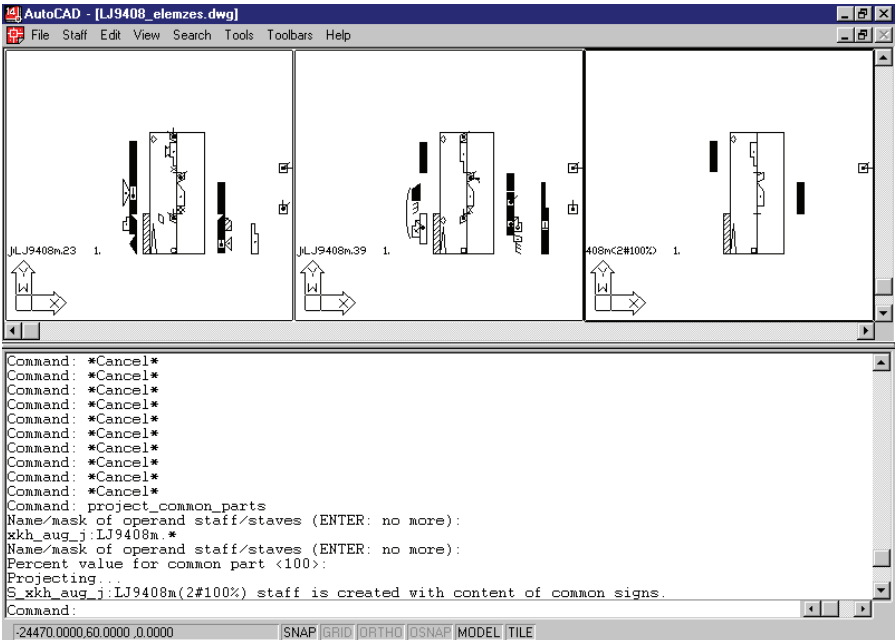 AutoCAD - [LJ9408_elemzes.dwg]
File Staff Edit View Search Tools Toolbars Help
LJ9408m.23 1.
LJ9408m.39 1.
408m(2#100%) 1.
W X
W X
W X
Command: *Cancel*
Command: *Cancel*
Command: *Cancel*
Command: *Cancel*
Command: *Cancel*
Command: *Cancel*
Command: *Cancel*
Command: *Cancel*
Command: *Cancel*
Command: *Cancel*
Command: project_common_parts
Name/mask of operand staff/staves (ENTER: no more):
xkh_aug_j:LJ9408m.*
Name/mask of operand staff/staves (ENTER: no more):
Percent value for common part <100>:
Projecting...
S_xkh_aug_j:LJ9408m(2#100%) staff is created with content of common signs.
Command:
-24470.0000,60.0000 ,0.0000 SNAP GRID ORTHO OSNAP MODEL TILE